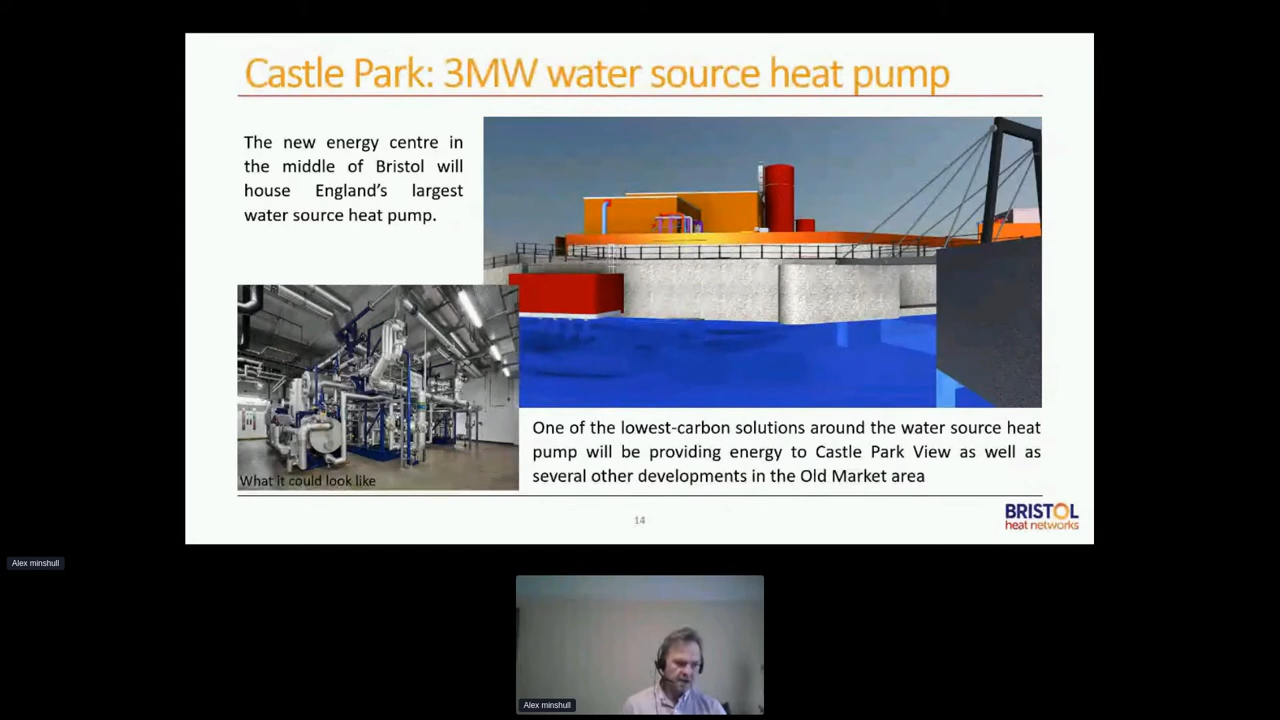 Castle Park: 3MW water source heat pump
The new energy centre in
the middle of Bristol will
house England's largest
water source heat pump.
What it could look like
One of the lowest-carbon solutions around the water source heat
pump will be providing energy to Castle Park View as well as
several other developments in the Old Market area
14
BRISTOL
heat networks
Alex minshull
Alex minshull